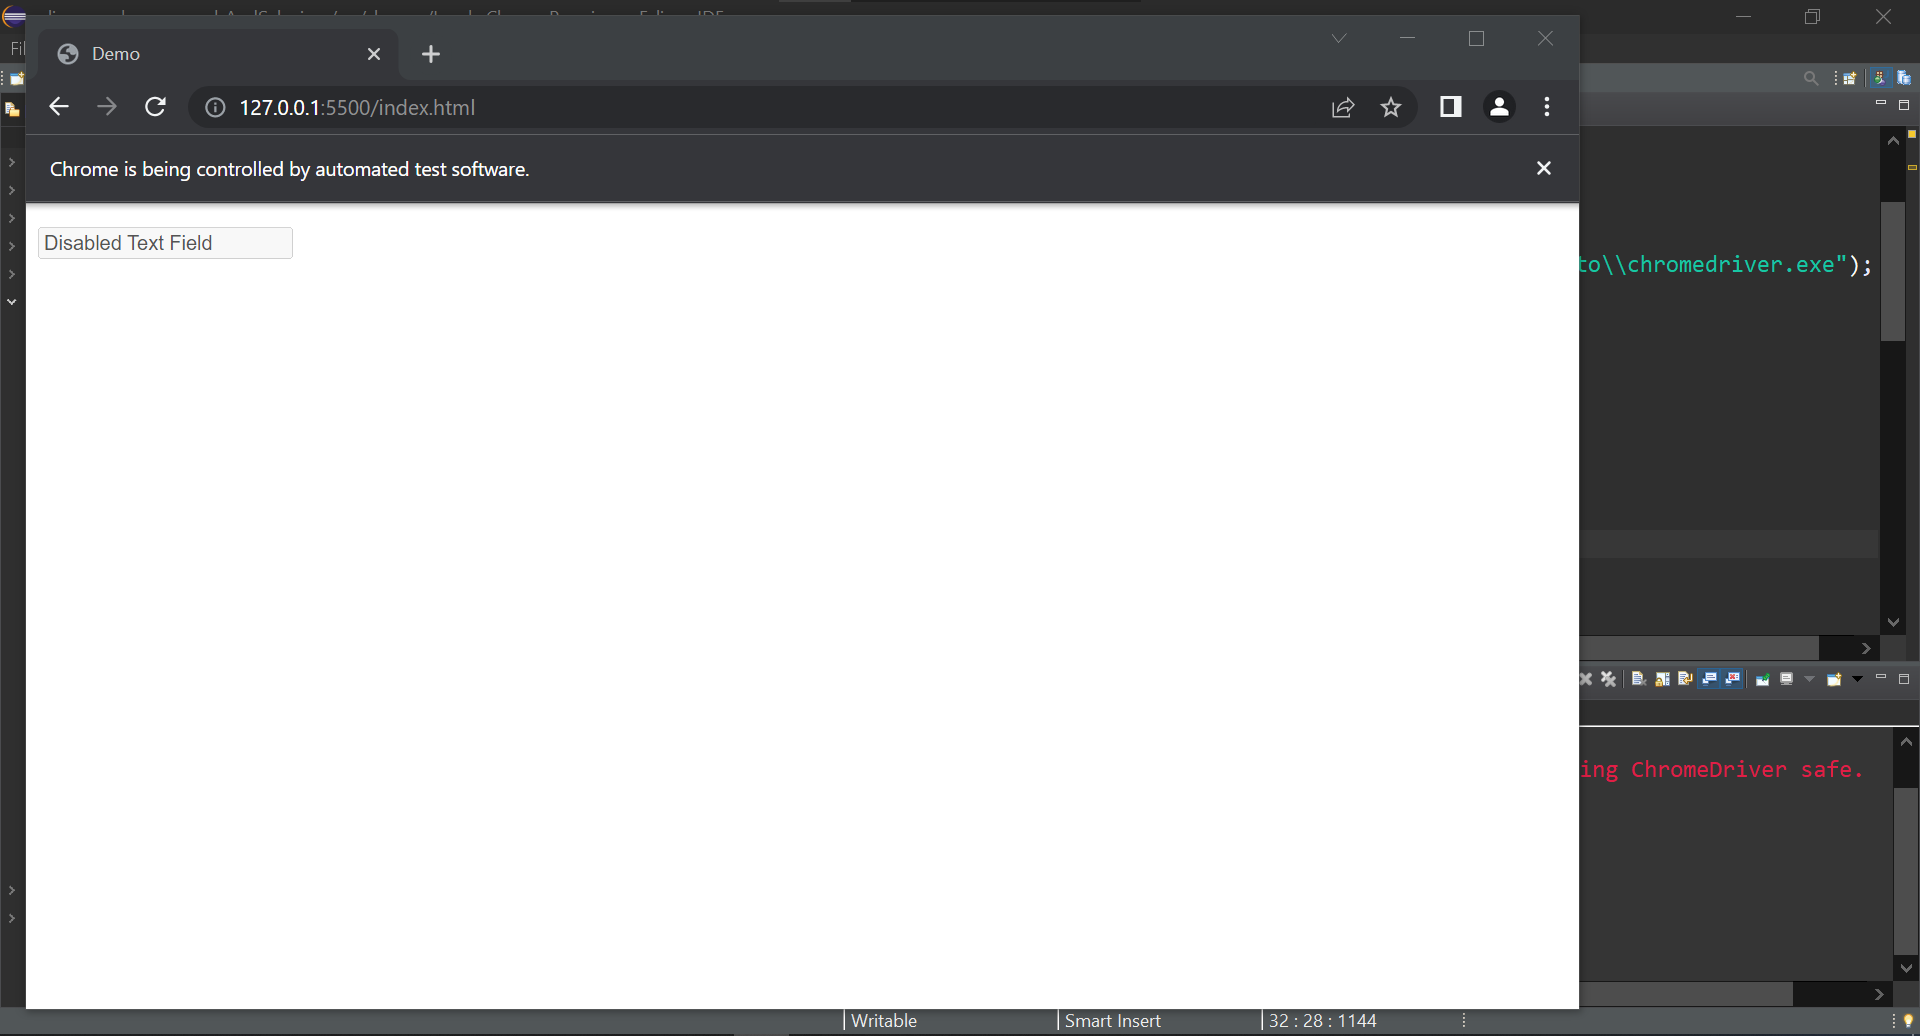 Demo
127.0.0.1:5500/index.html
Chrome is being controlled by automated test software.
Disabled Text Field
to\\chromedriver.exe");
ing ChromeDriver safe.
Writable
Smart Insert
32 : 28 : 1144